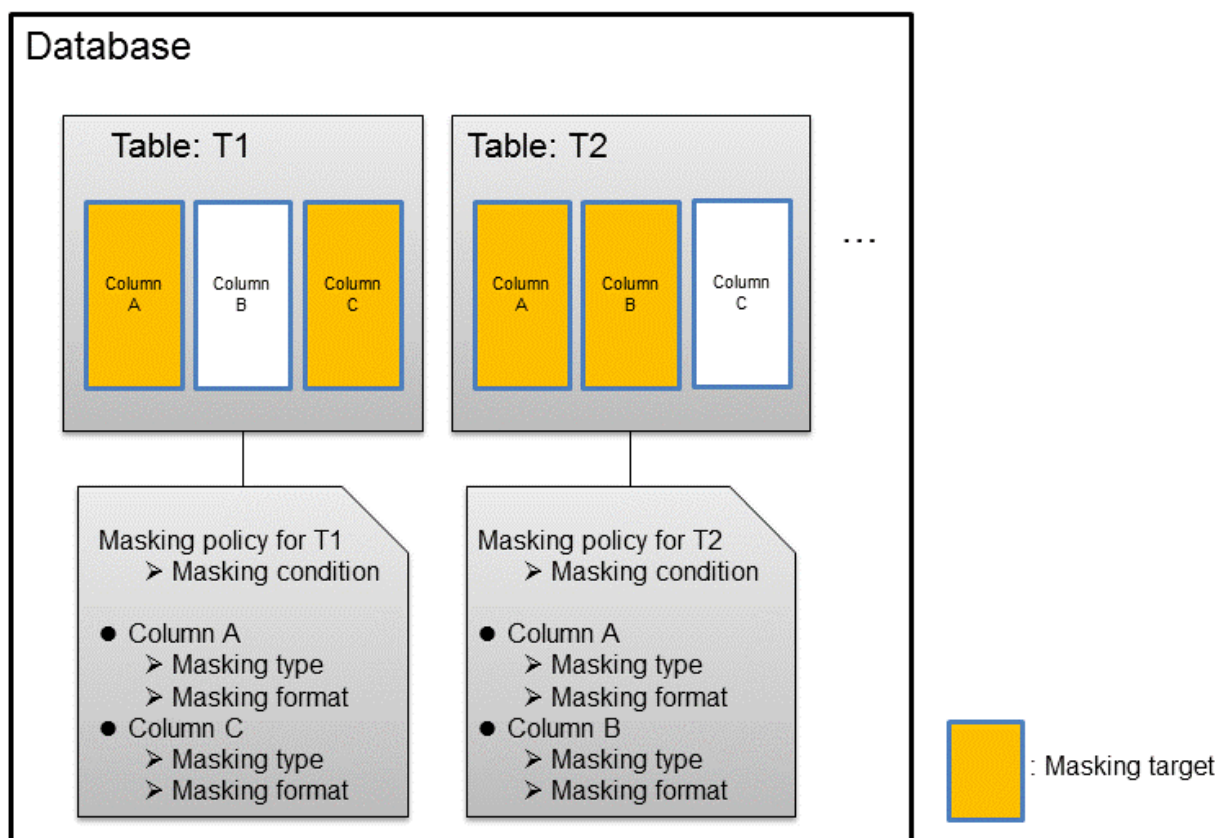 Database
Table: T1
Column
A
Column
B
Column
C
Table: T2
Column
A
Column
B
Column
C
...
Masking policy for T1
➢ Masking condition
● Column A
➢ Masking type
➢ Masking format
● Column C
➢ Masking type
➢ Masking format
Masking policy for T2
➢ Masking condition
● Column A
➢ Masking type
➢ Masking format
● Column B
➢ Masking type
➢ Masking format
: Masking target